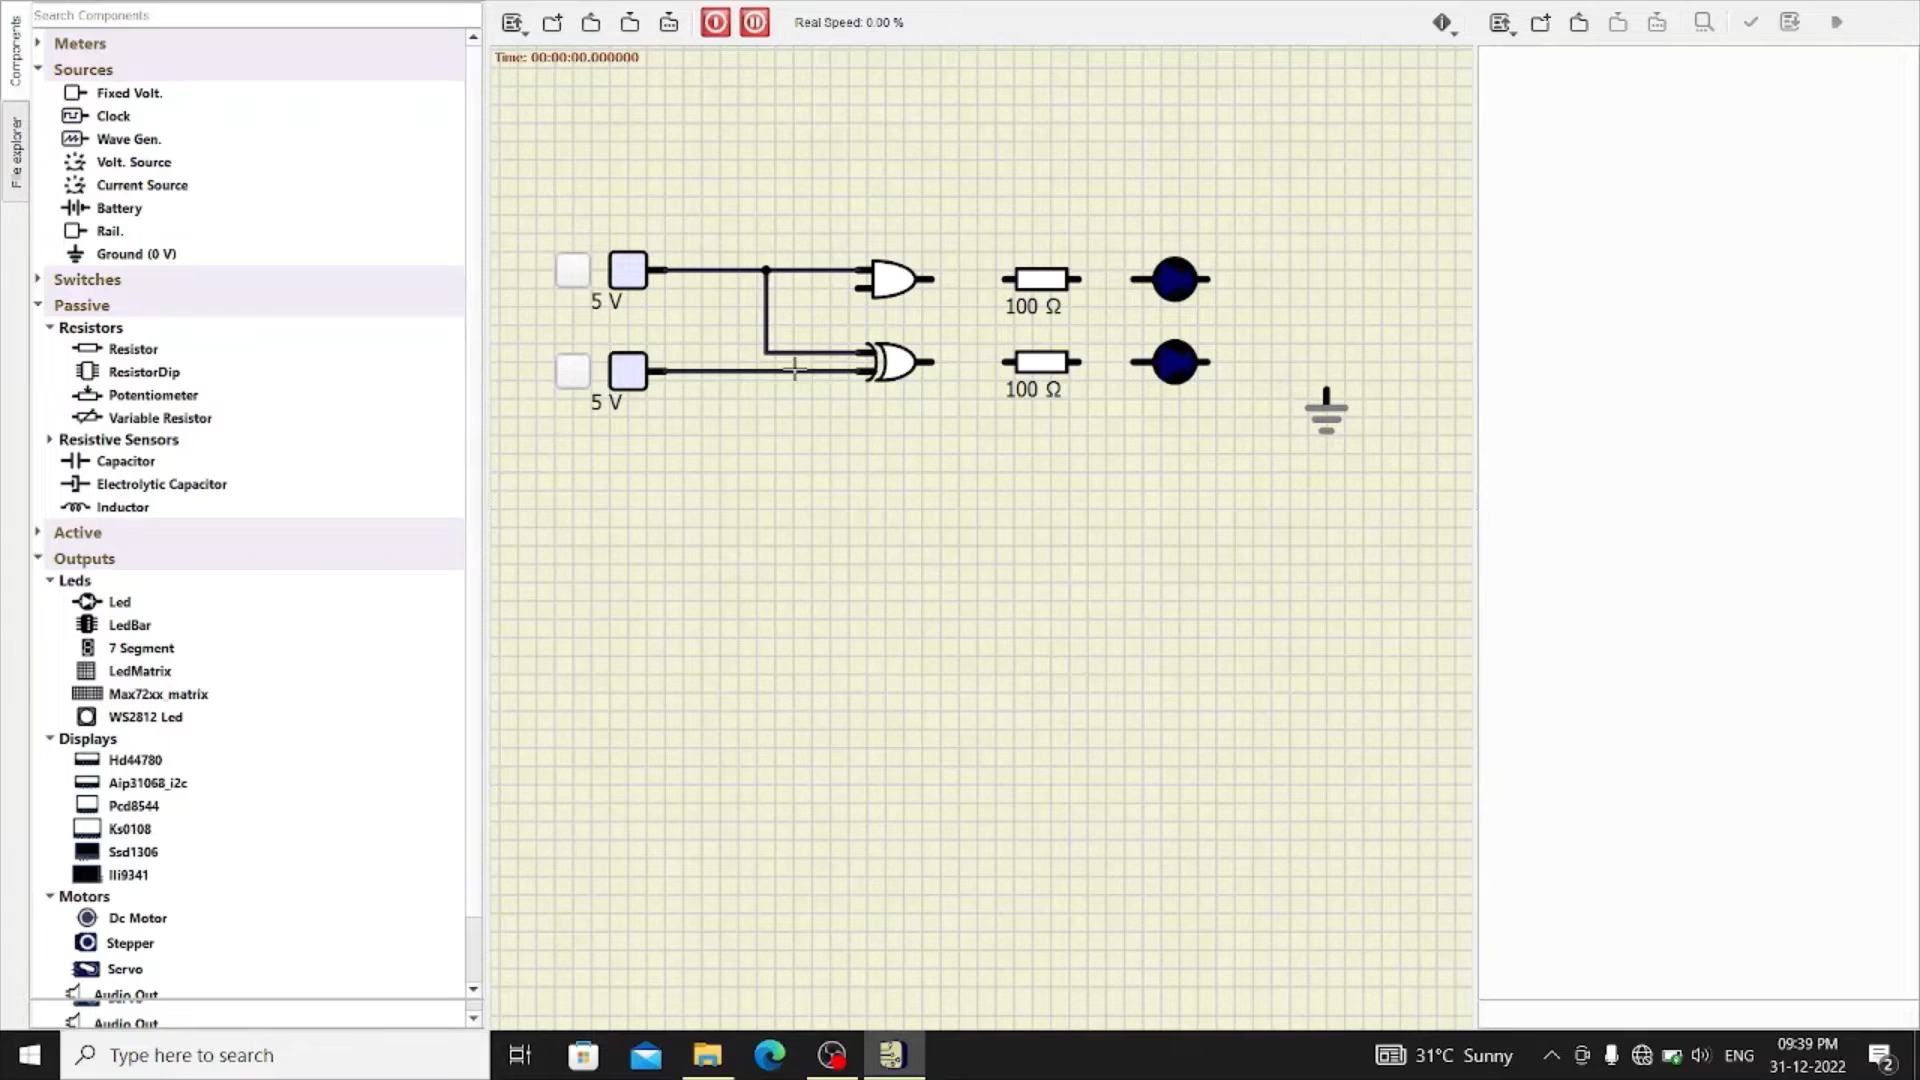 Search Components
Components
File explorer
Meters
Sources
Fixed Volt.
Clock
Wave Gen.
Volt. Source
Current Source
Battery
Rail.
Ground (0 V)
Switches
Passive
Resistors
Resistor
ResistorDip
Potentiometer
Variable Resistor
Resistive Sensors
Capacitor
Electrolytic Capacitor
Inductor
Active
Outputs
Leds
Led
LedBar
7 Segment
LedMatrix
Max72xx_matrix
WS2812 Led
Displays
Hd44780
Aip31068_i2c
Pcd8544
Ks0108
Ssd1306
Ili9341
Motors
Dc Motor
Stepper
Servo
Audio Out
Audio Out
Real Speed: 0.00 %
Time: 00:00:00.000000
5 V
100 Ω
5 V
100 Ω
Type here to search
31°C Sunny
ENG
09:39 PM
31-12-2022
2